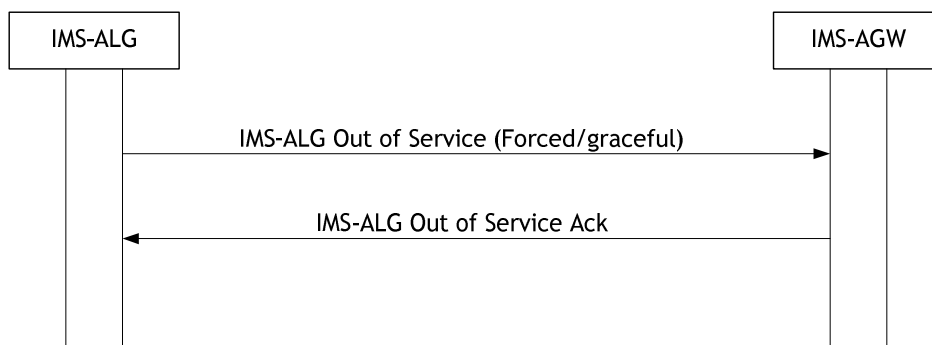 IMS-ALG
IMS-AGW
IMS-ALG Out of Service (Forced/graceful)
IMS-ALG Out of Service Ack